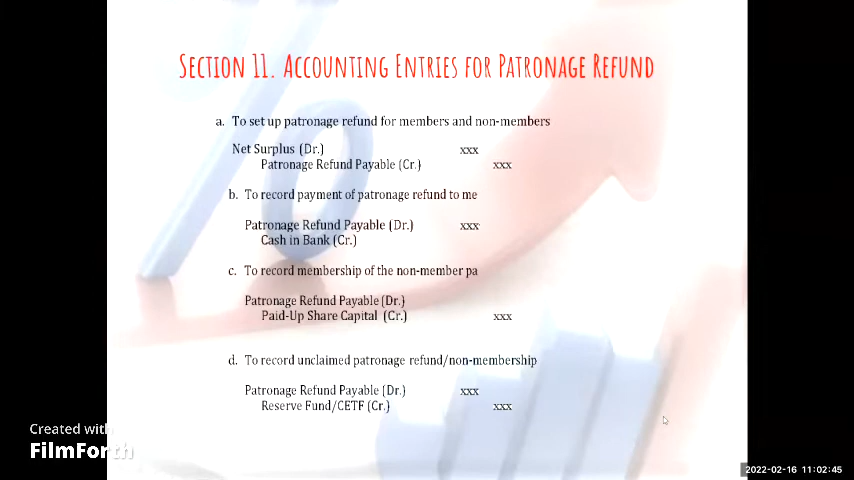 SECTION 11. ACCOUNTING ENTRIES FOR PATRONAGE REFUND
a. To set up patronage refund for members and non-members
Net Surplus (Dr.) xxx
Patronage Refund Payable (Cr.) xxx
b. To record payment of patronage refund to me
Patronage Refund Payable (Dr.) xxx
Cash in Bank (Cr.)
c. To record membership of the non-member pa
Patronage Refund Payable (Dr.)
Paid-Up Share Capital (Cr.) xxx
d. To record unclaimed patronage refund/non-membership
Patronage Refund Payable (Dr.) xxx
Reserve Fund/CETF (Cr.) xxx
Created with
FilmForth
2022-02-16 11:02:45